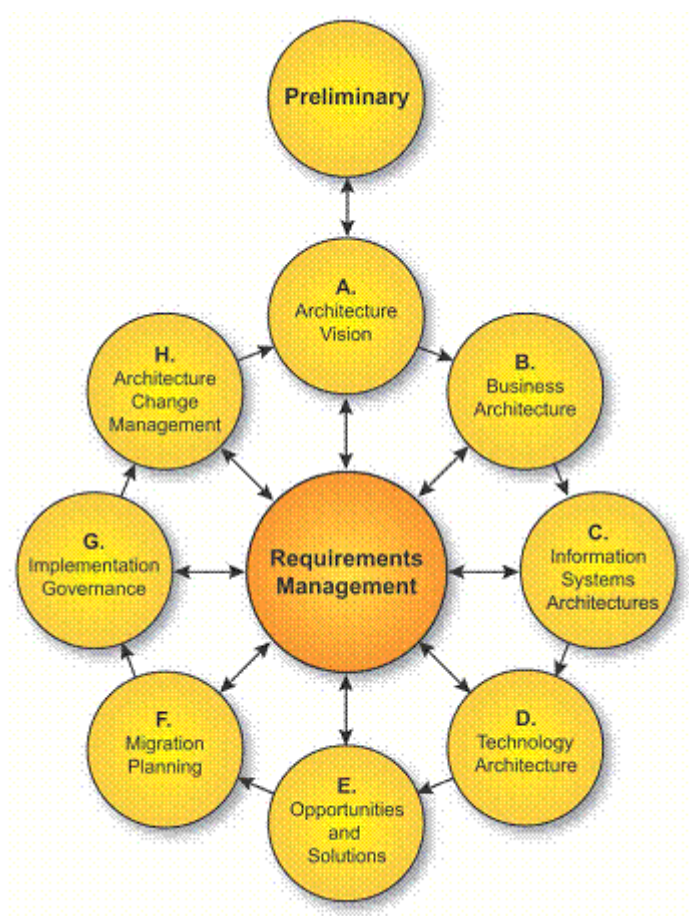 Preliminary
A.
Architecture
Vision
B.
Business
Architecture
C.
Information
Systems
Architectures
D.
Technology
Architecture
E.
Opportunities
and
Solutions
F.
Migration
Planning
G.
Implementation
Governance
H.
Architecture
Change
Management
Requirements
Management